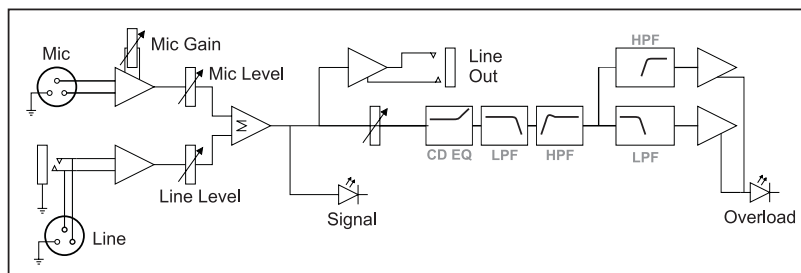 Mic
Mic Gain
Mic Level
Line
Out
HPF
M
CD EQ
LPF
HPF
LPF
Line Level
Signal
Overload
Line